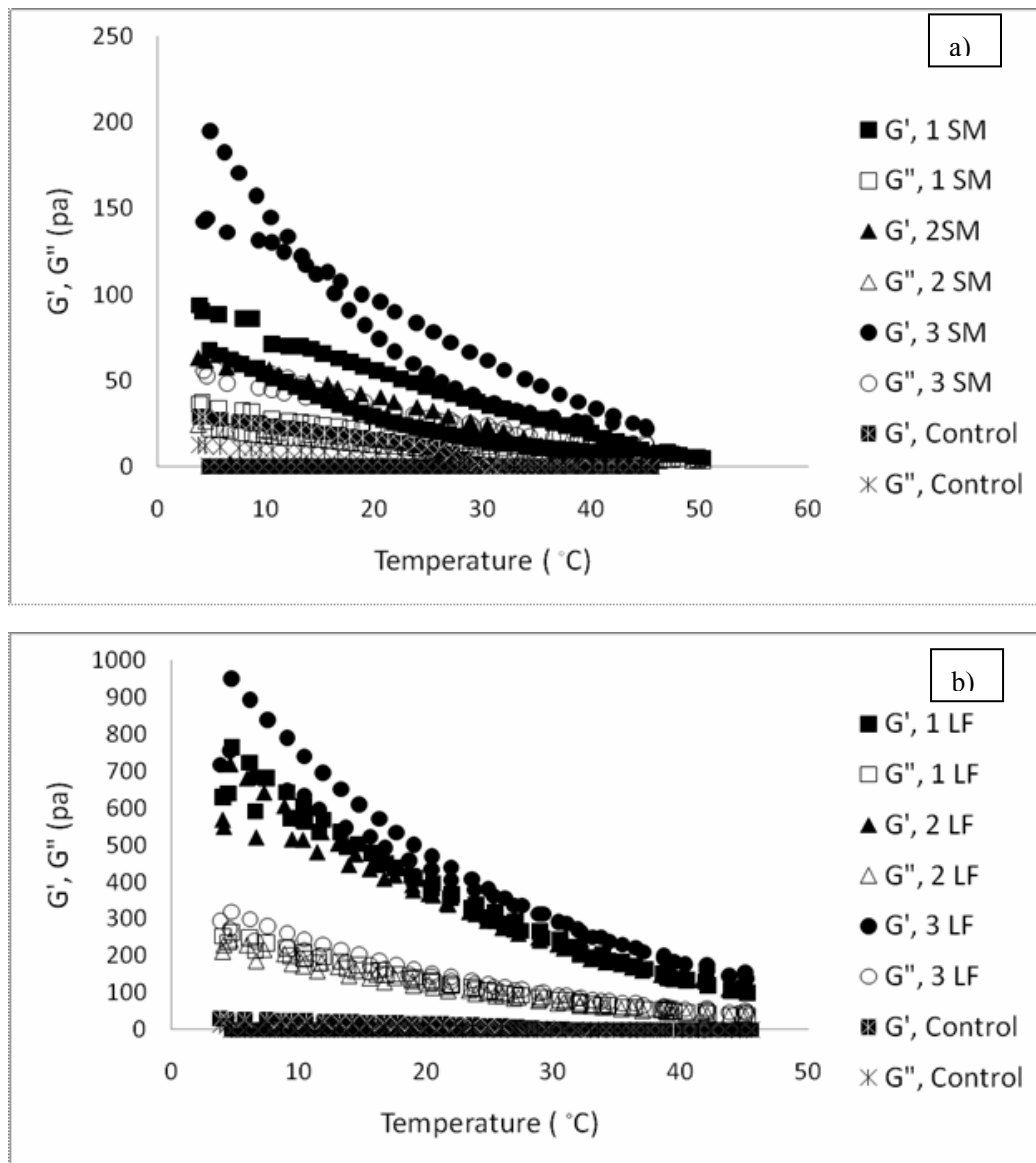 a)
250
200
150
100
50
0
G', G" (pa)
0 10 20 30 40 50 60
Temperature ( °C)
G', 1 SM
G", 1 SM
G', 2SM
G", 2 SM
G', 3 SM
G", 3 SM
G', Control
G", Control
b)
1000
900
800
700
600
500
400
300
200
100
0
G', G" (pa)
0 10 20 30 40 50
Temperature ( °C)
G', 1 LF
G", 1 LF
G', 2 LF
G", 2 LF
G', 3 LF
G", 3 LF
G', Control
G", Control